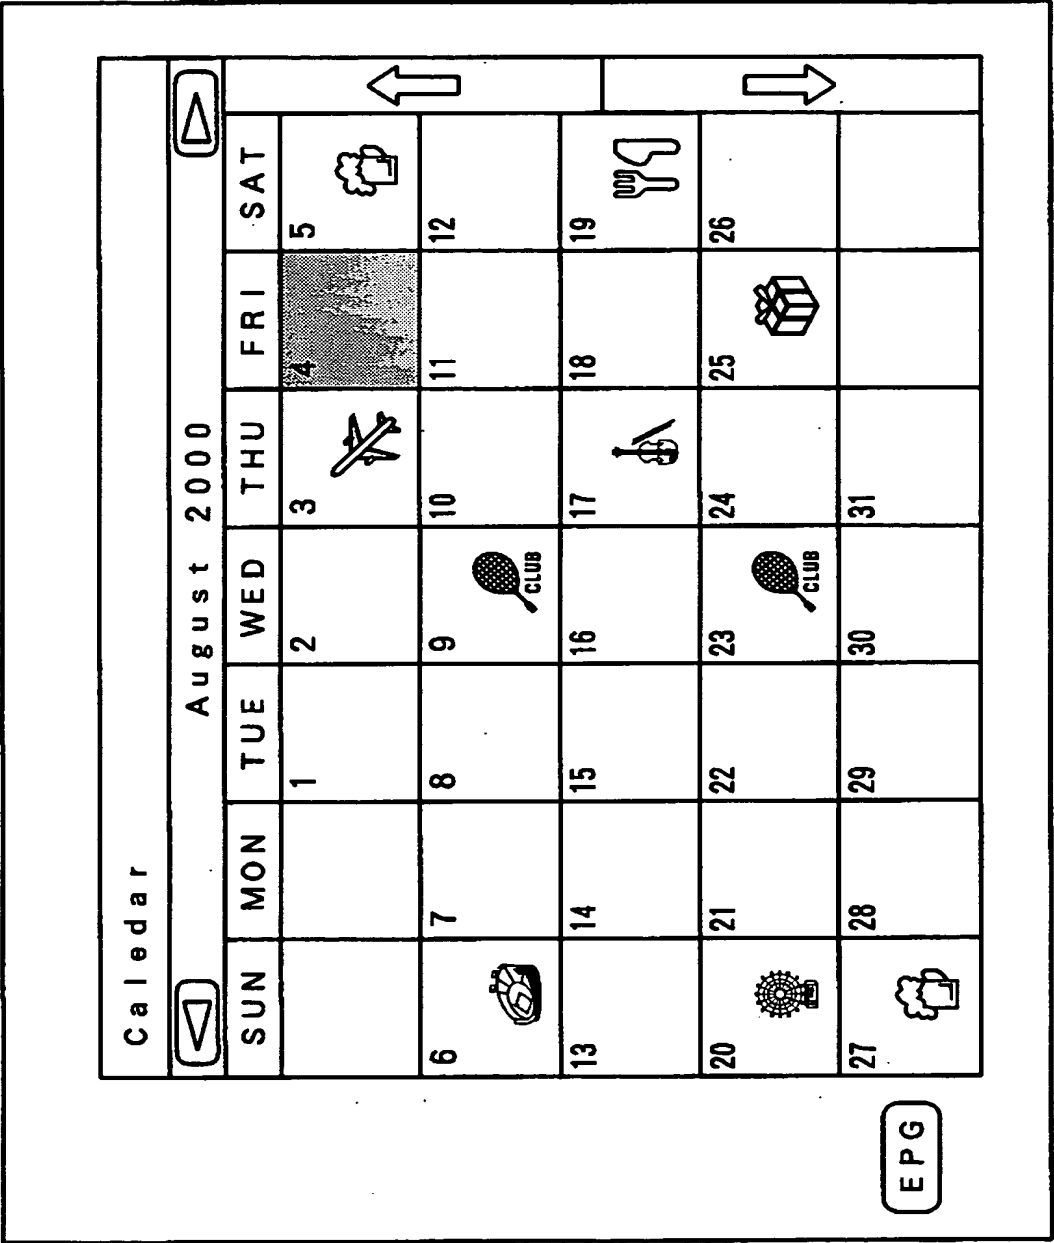 Caledar
August 2000
SUN MON TUE WED THU FRI SAT
1 2 3 4 5
6 7 8 9 10 11 12
CLUB
13 14 15 16 17 18 19
20 21 22 23 24 25 26
CLUB
27 28 29 30 31
EPG